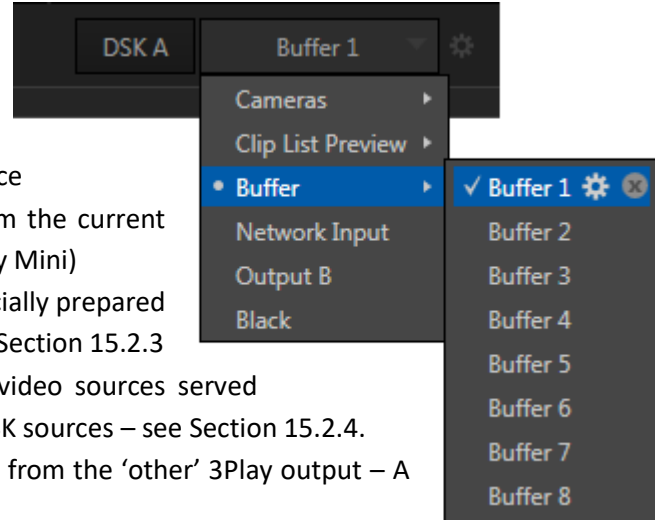 DSK A
Buffer 1
Cameras
Clip List Preview
Buffer
Network Input
Output B
Black
Buffer 1
Buffer 2
Buffer 3
Buffer 4
Buffer 5
Buffer 6
Buffer 7
Buffer 8
m the current
y Mini)
cially prepared
Section 15.2.3
video sources served
K sources – see Section 15.2.4.
from the ‘other’ 3Play output – A